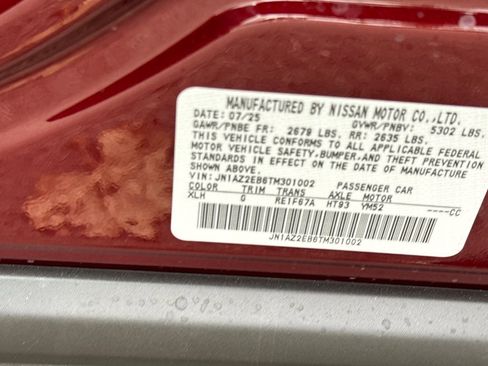 MANUFACTURED BY NISSAN MOTOR CO.,LTD.
DATE: 07/25 GVWR/PNBV: 5302 LBS.
GAWR/PNBE FR: 2679 LBS. RR: 2635 LBS.
THIS VEHICLE CONFORMS TO ALL APPLICABLE FEDERAL
MOTOR VEHICLE SAFETY, BUMPER, AND THEFT PREVENTION
STANDARDS IN EFFECT ON THE DATE OF MANUFACTURE
SHOWN ABOVE.
VIN: JN1AZ2EB6TM301002 PASSENGER CAR
COLOR TRIM TRANS AXLE MOTOR
XLH G RE1F67A HT93 YM52 ----CC
JN1AZ2EB6TM301002